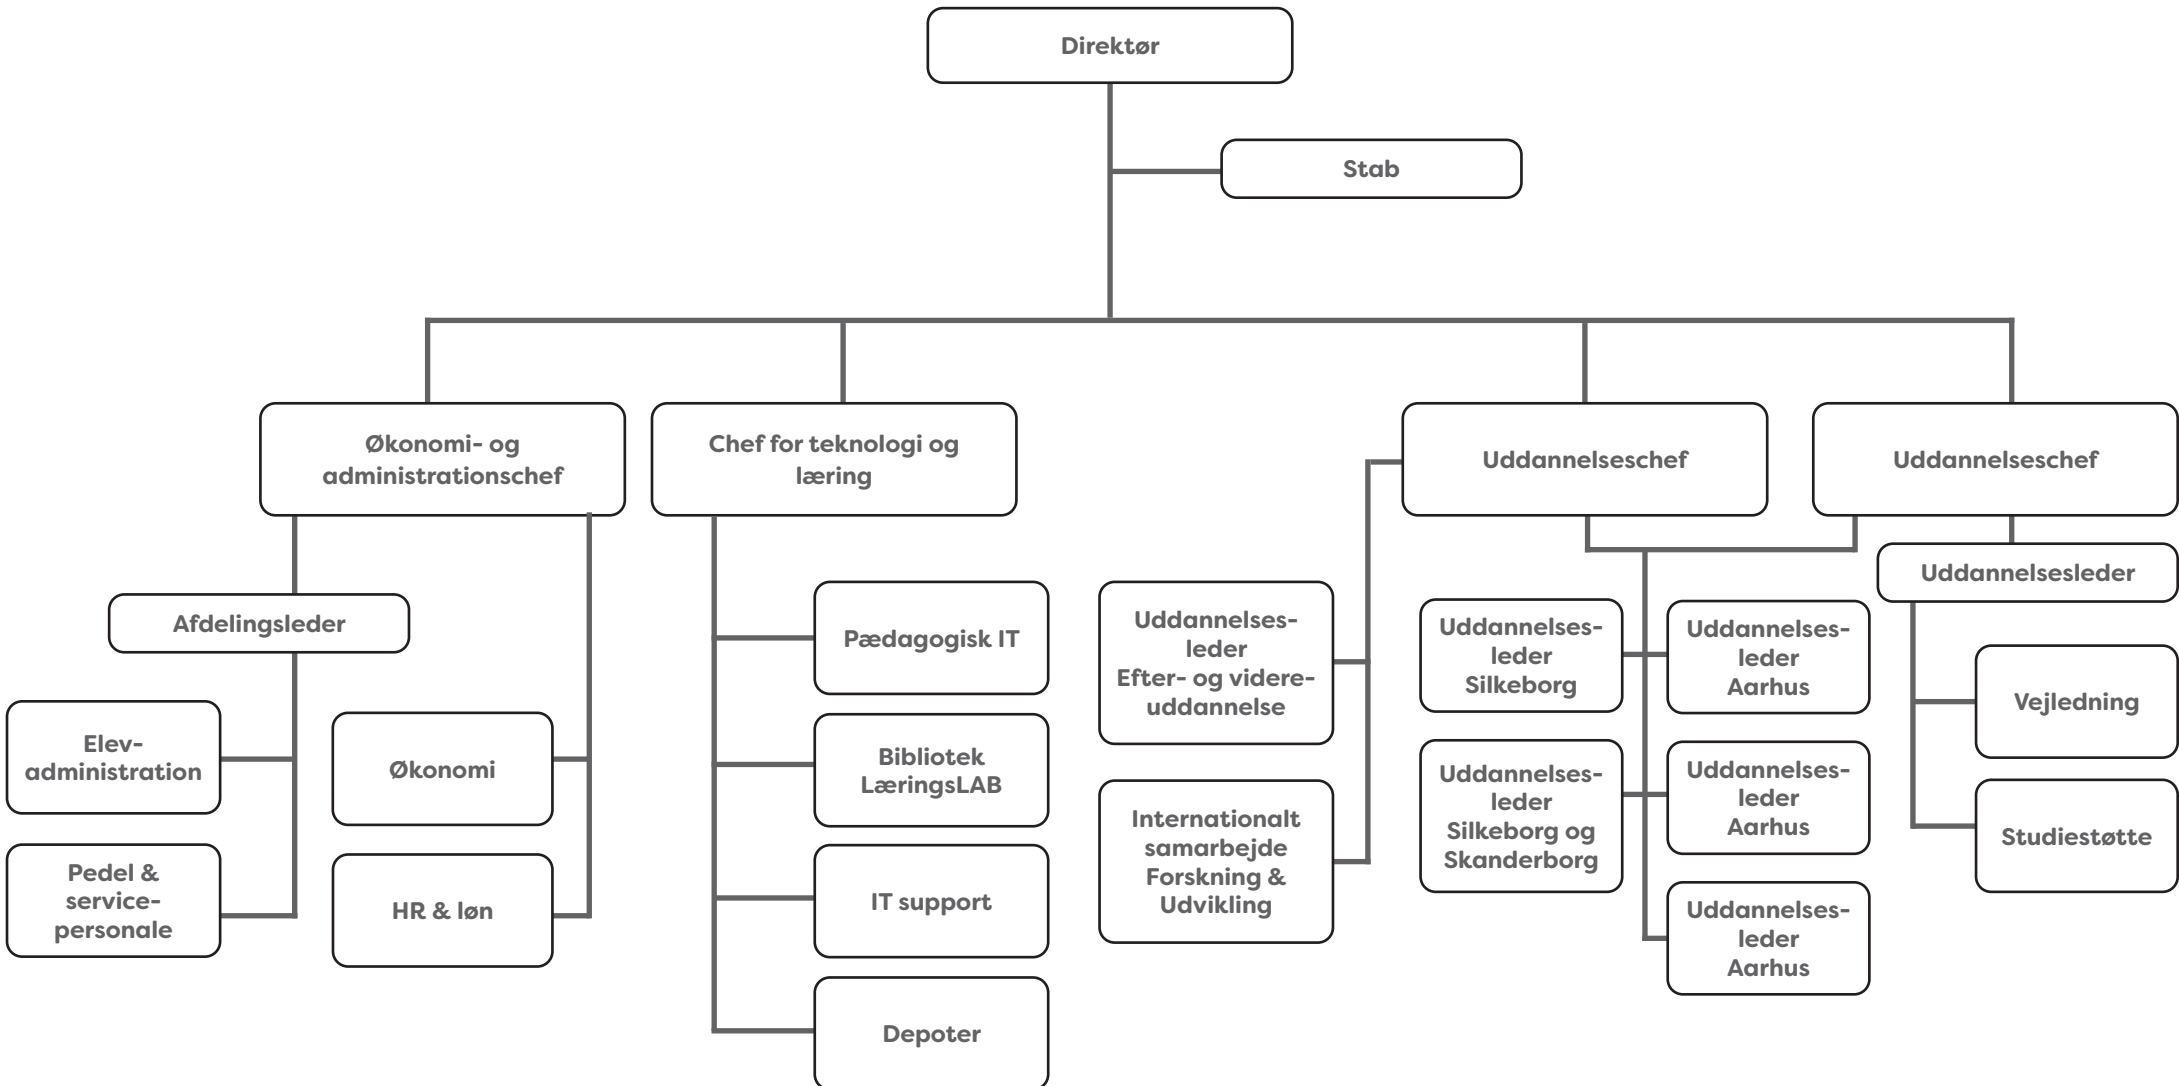 Direktør
Stab
Økonomi- og
administrationschef
Chef for teknologi og
læring
Uddannelseschef
Uddannelseschef
Afdelingsleder
Elev-
administration
Pedel &
service-
personale
Økonomi
HR & løn
Pædagogisk IT
Bibliotek
LæringsLAB
IT support
Depoter
Uddannelses-
leder
Efter- og videre-
uddannelse
Internationalt
samarbejde
Forskning &
Udvikling
Uddannelses-
leder
Silkeborg
Uddannelses-
leder
Silkeborg og
Skanderborg
Uddannelses-
leder
Aarhus
Uddannelses-
leder
Aarhus
Uddannelses-
leder
Aarhus
Uddannelsesleder
Vejledning
Studiestøtte